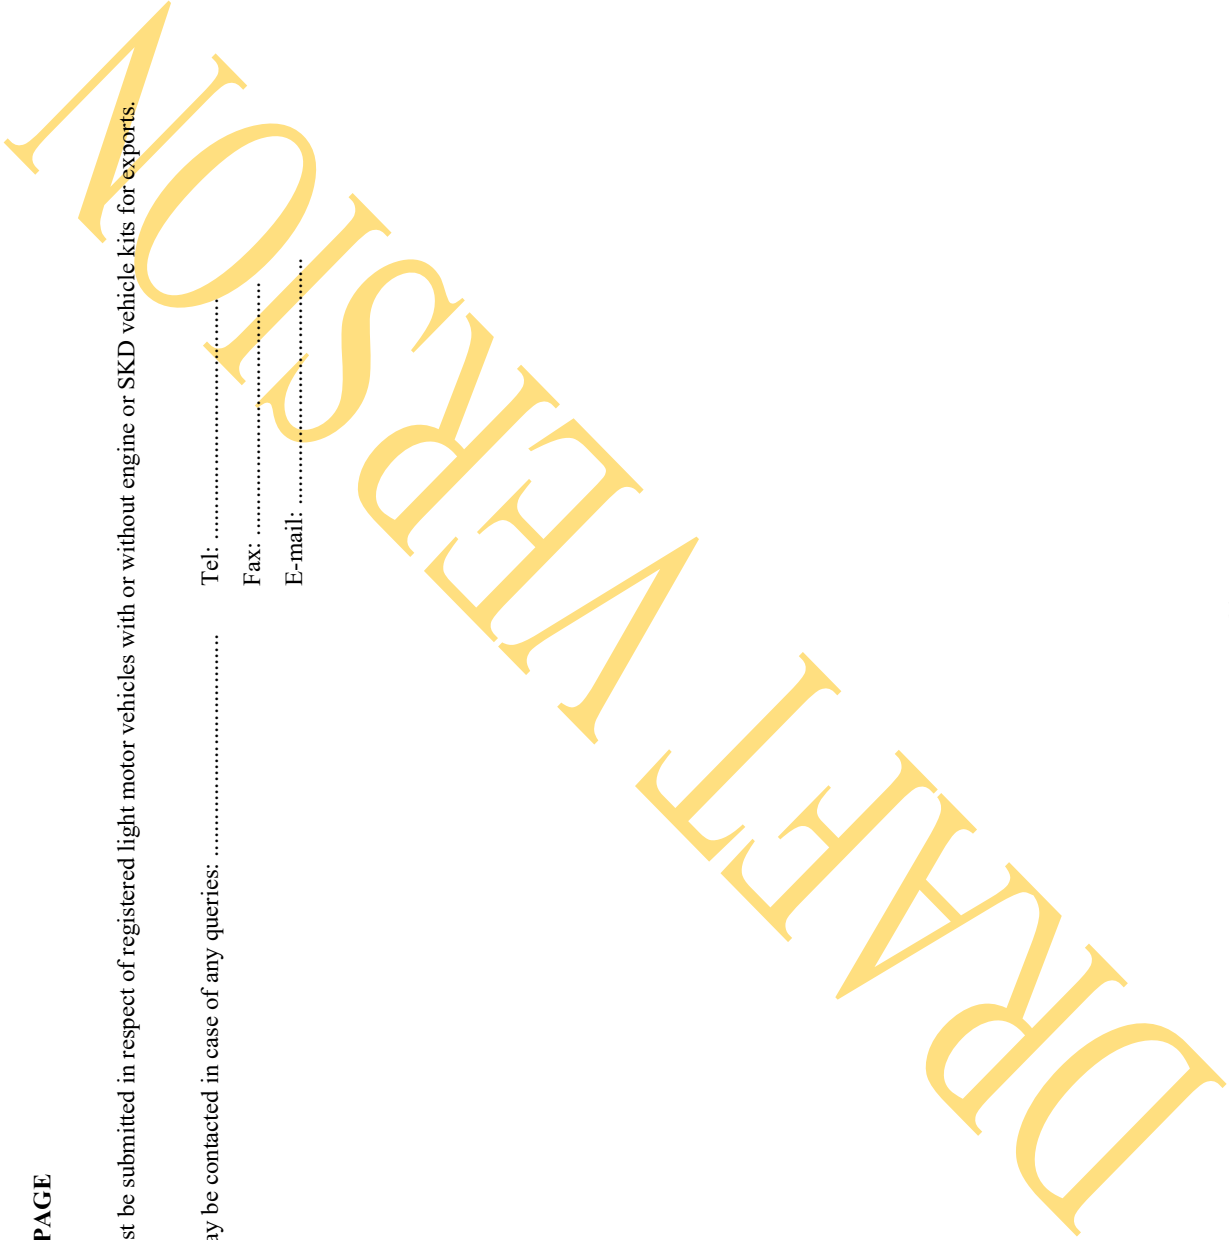 PAGE
st be submitted in respect of registered light motor vehicles with or without engine or SKD vehicle kits for exports.
ay be contacted in case of any queries: ........................................ Tel: ..........................................
Fax: ..........................................
E-mail: ..........................................
DRAFT VERSION